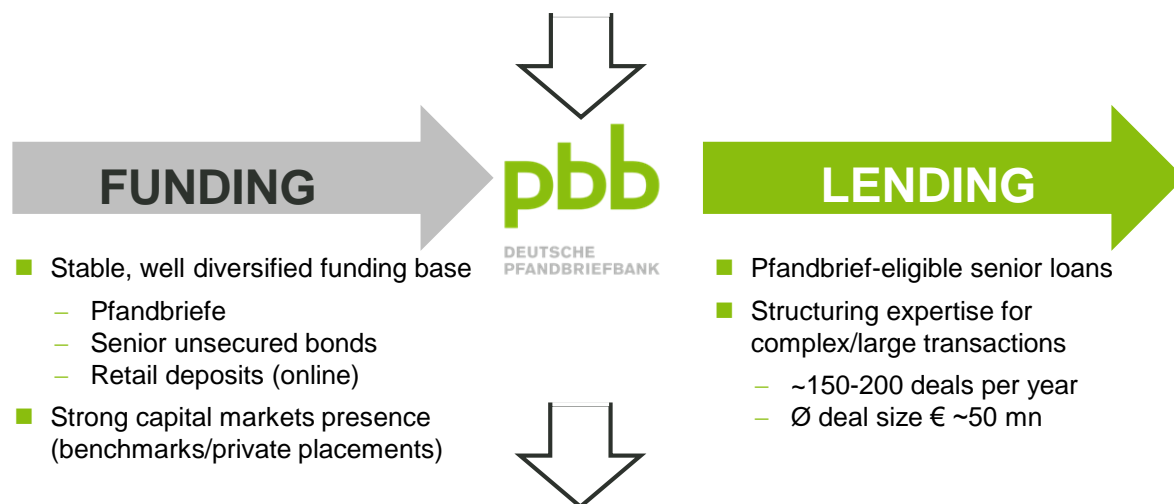 FUNDING
Stable, well diversified funding base
– Pfandbriefe
– Senior unsecured bonds
– Retail deposits (online)
Strong capital markets presence
(benchmarks/private placements)
pbb
DEUTSCHE
PFANDBRIEFBANK
LENDING
Pfandbrief-eligible senior loans
Structuring expertise for
complex/large transactions
– ~150-200 deals per year
– Ø deal size € ~50 mn